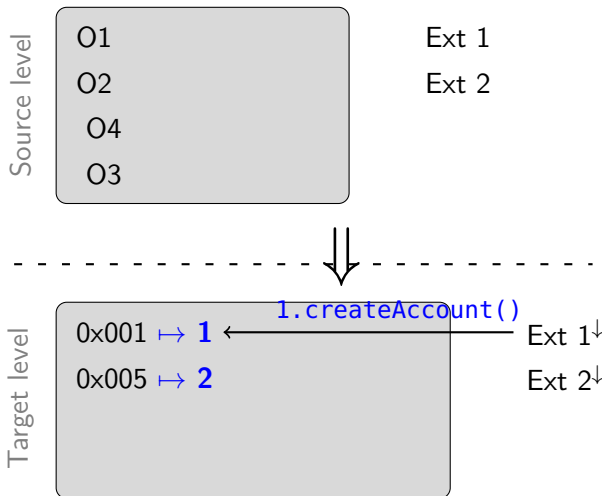 Source level
O1 Ext 1
O2 Ext 2
O4
O3
Target level
1.createAccount()
0x001 ↦ 1 Ext 1↓
0x005 ↦ 2 Ext 2↓